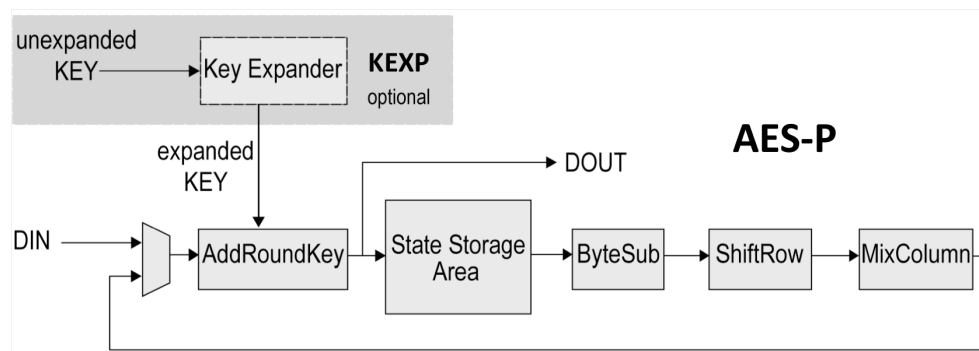 unexpanded
KEY
Key Expander
KEXP
optional
AES-P
expanded
KEY
DOUT
DIN
AddRoundKey
State Storage
Area
ByteSub
ShiftRow
MixColumn